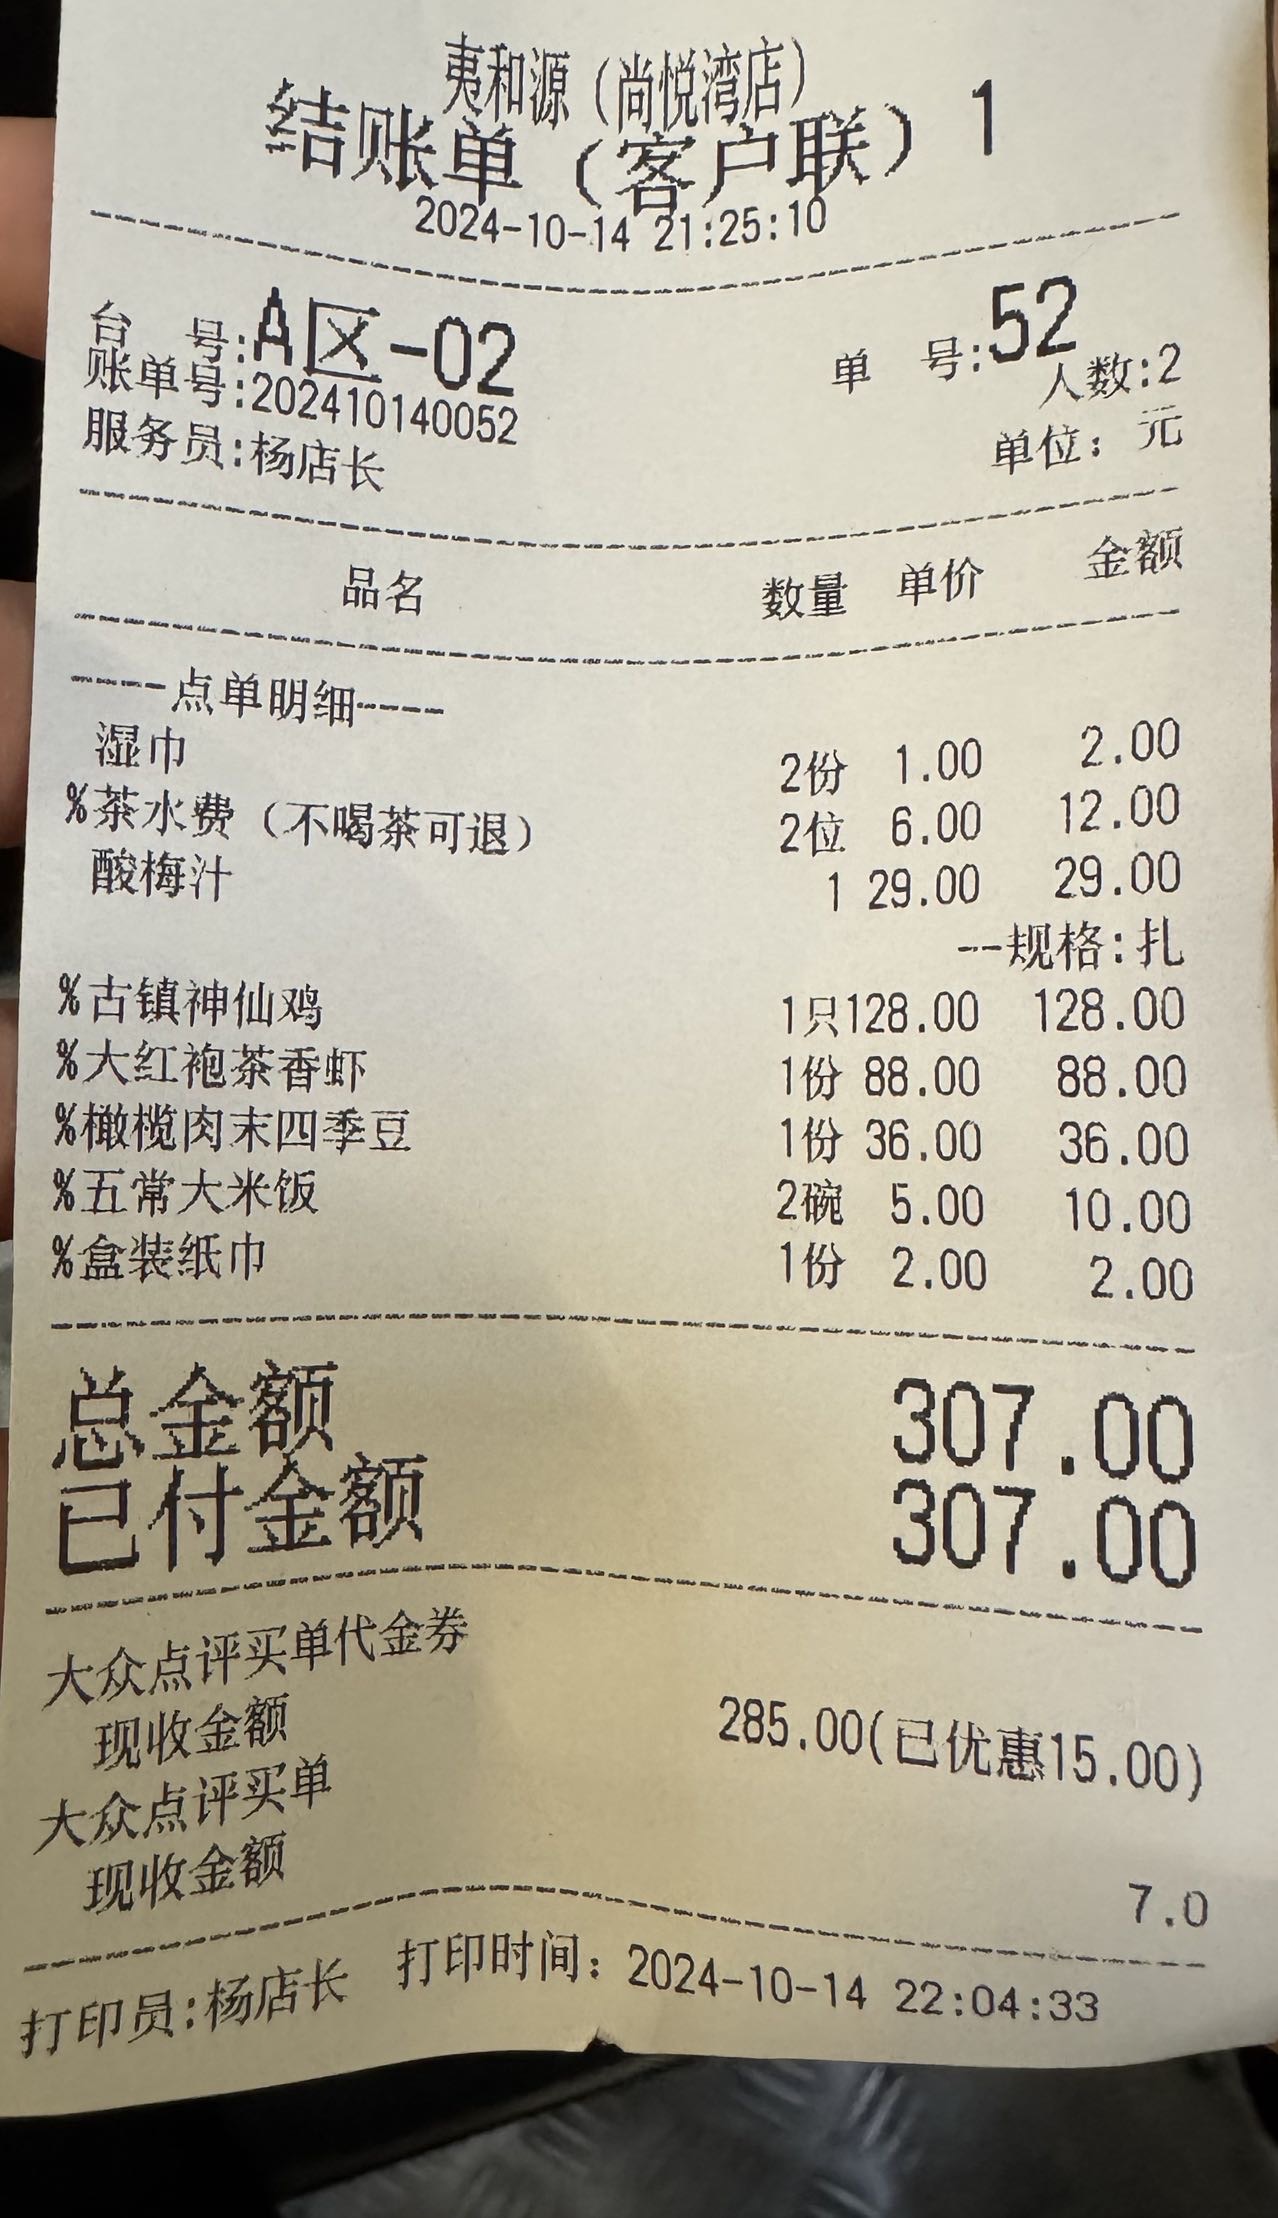 夷和源（尚悦湾店）
结账单（客户联）1
2024-10-14 21:25:10
台 号:A区-02 单 号:52
账单号:202410140052 人数:2
服务员:杨店长 单位：元
品名 数量 单价 金额
----点单明细----
湿巾 2份 1.00 2.00
%茶水费（不喝茶可退） 2位 6.00 12.00
酸梅汁 1 29.00 29.00
--规格:扎
%古镇神仙鸡 1只128.00 128.00
%大红袍茶香虾 1份 88.00 88.00
%橄榄肉末四季豆 1份 36.00 36.00
%五常大米饭 2碗 5.00 10.00
%盒装纸巾 1份 2.00 2.00
总金额 307.00
已付金额 307.00
大众点评买单代金券
现收金额 285.00(已优惠15.00)
大众点评买单
现收金额 7.0
打印员:杨店长 打印时间：2024-10-14 22:04:33